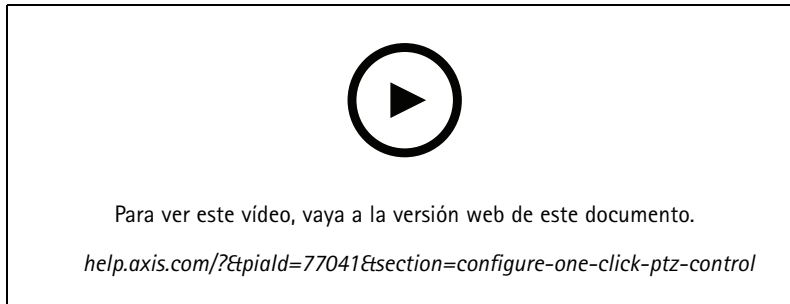 Para ver este vídeo, vaya a la versión web de este documento.
help.axis.com/?&piaId=77041&section=configure-one-click-ptz-control